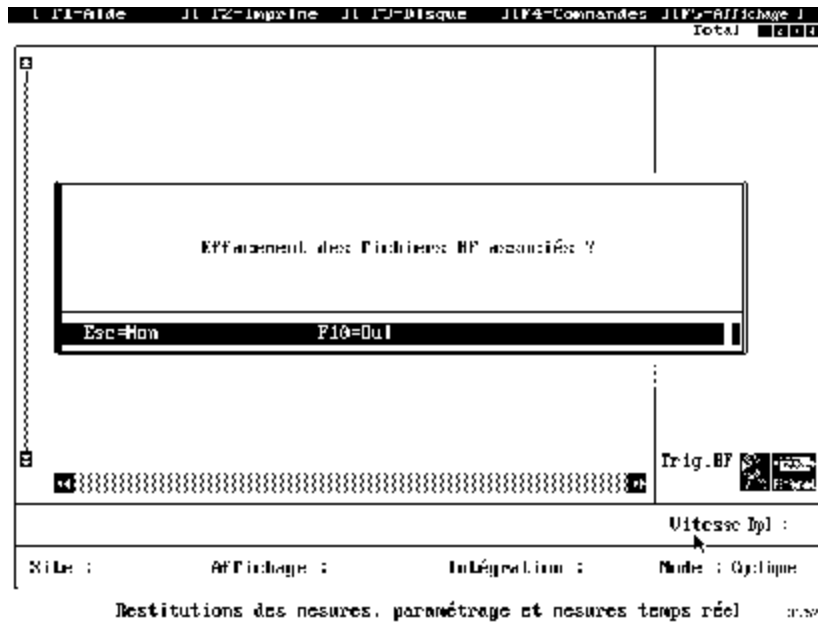 F1-Aide ][ F2-Imprime ][ F3-Disque ][F4-Commandes ][F5-Affichage ]
Total
Effacement des Fichiers HF associés ?
Esc=Non F10=Oui
Trig.HF
Vitesse Dpl :
Site : Affichage : Intégration : Mode : Cyclique
Restitutions des mesures, paramétrage et mesures temps réel